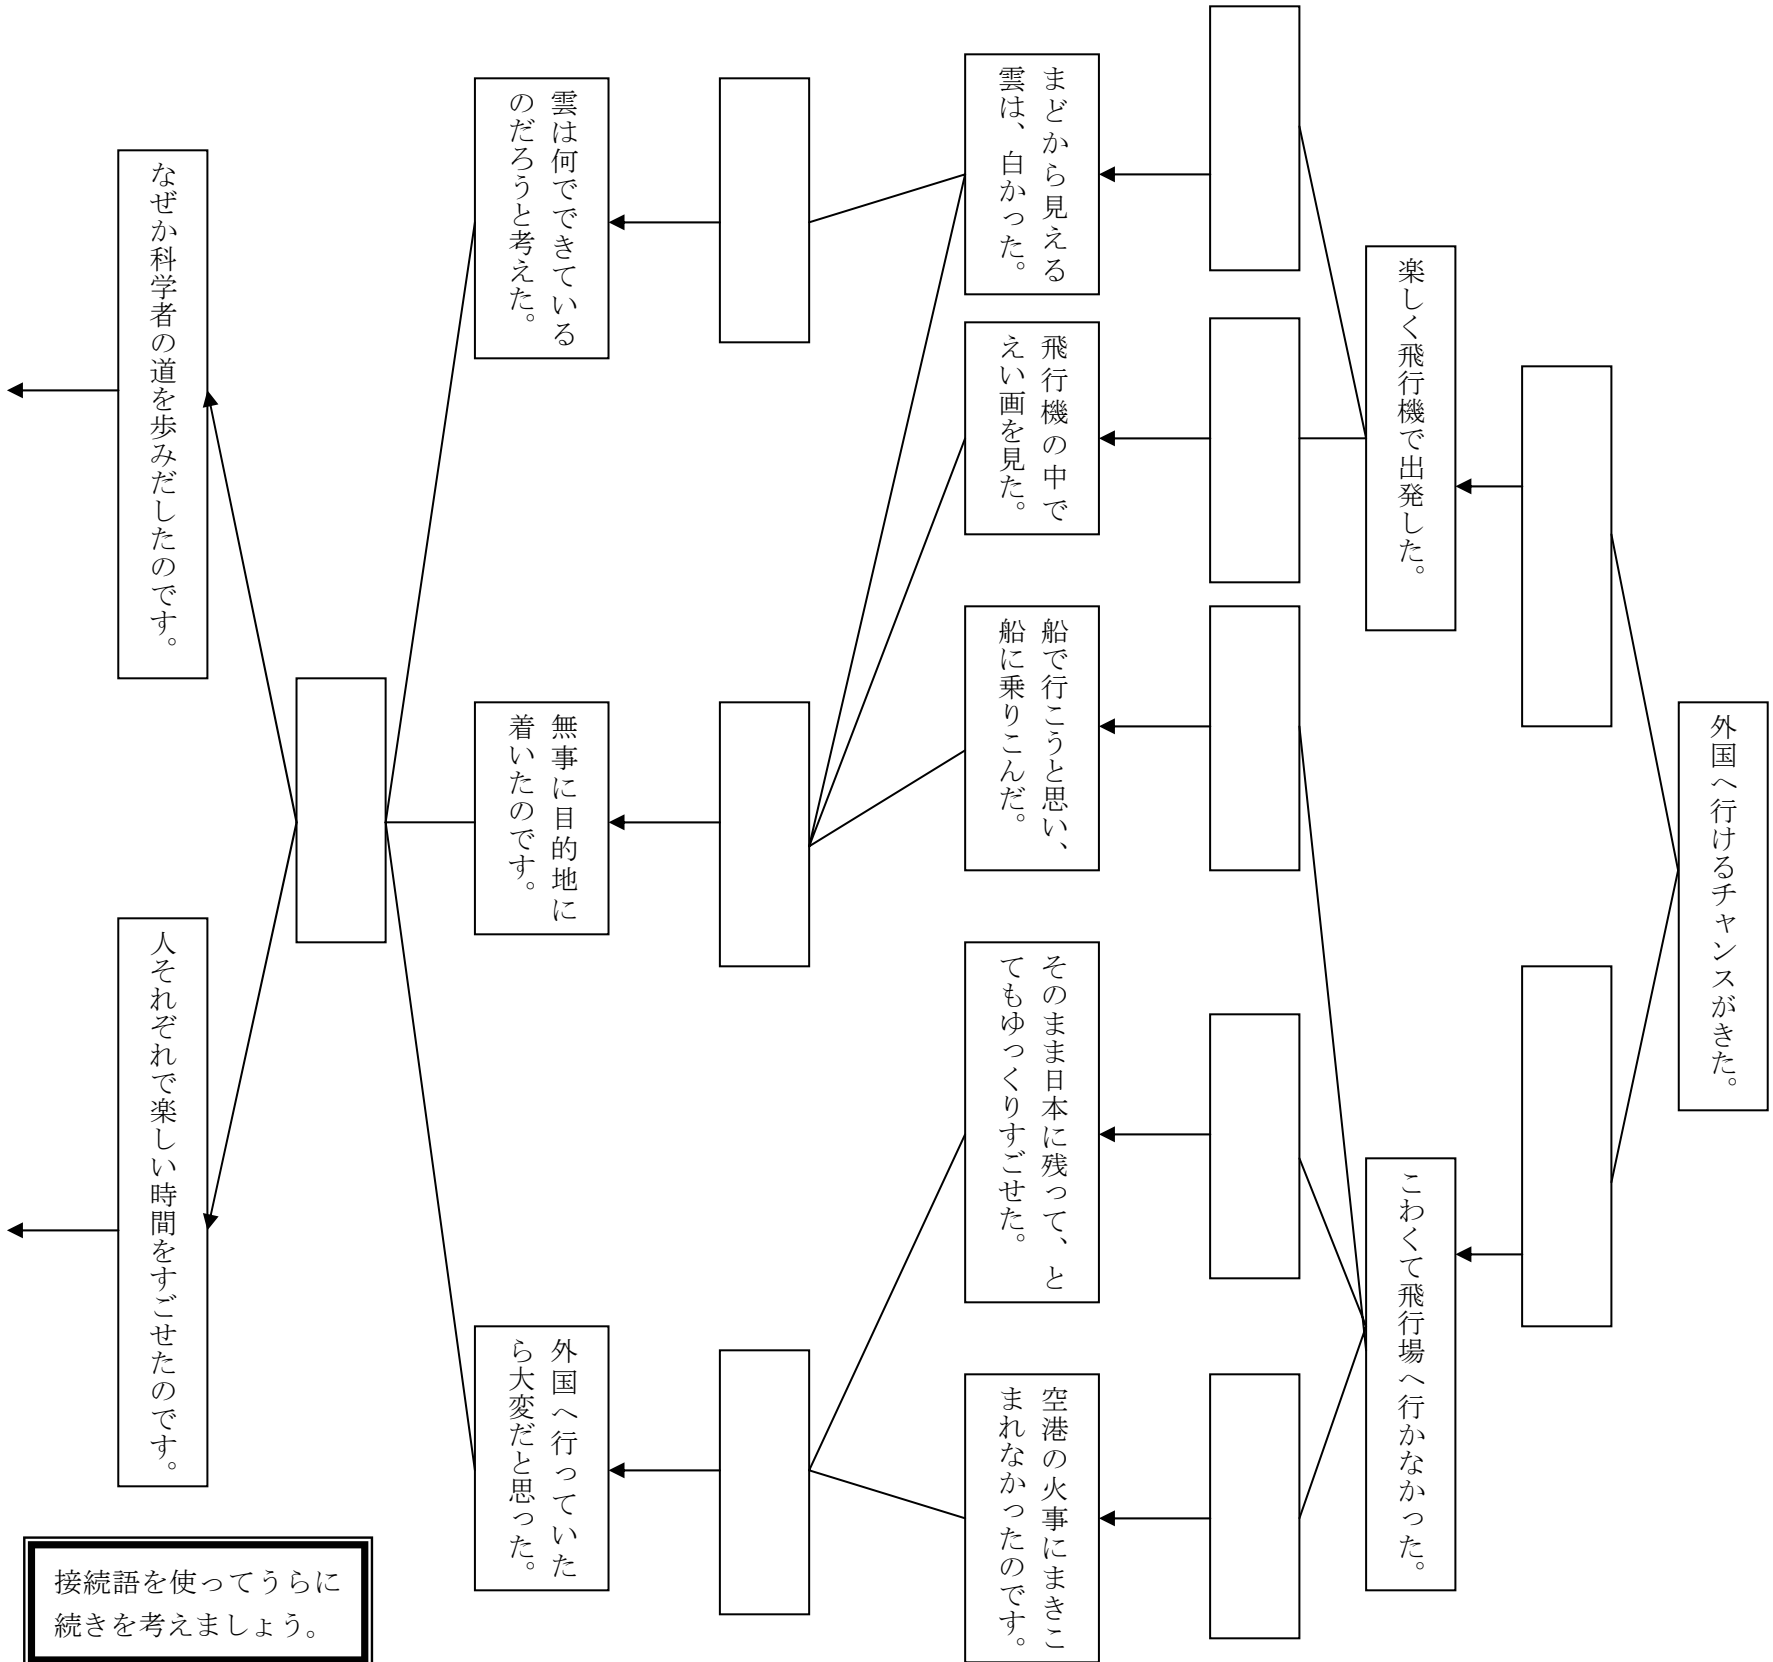 外国へ行けるチャンスがきた。
楽しく飛行機で出発した。
こわくて飛行場へ行かなかった。
まどから見える
雲は、白かった。
飛行機の中で
えい画を見た。
船で行こうと思い、
船に乗りこんだ。
そのまま日本に残って、と
てもゆっくりすごせた。
空港の火事にまきこ
まれなかったのです。
雲は何でできている
のだろうと考えた。
無事に目的地に
着いたのです。
外国へ行っていた
ら大変だと思った。
なぜか科学者の道を歩みだしたのです。
人それぞれで楽しい時間をすごせたのです。
接続語を使ってうらに
続きを考えましょう。